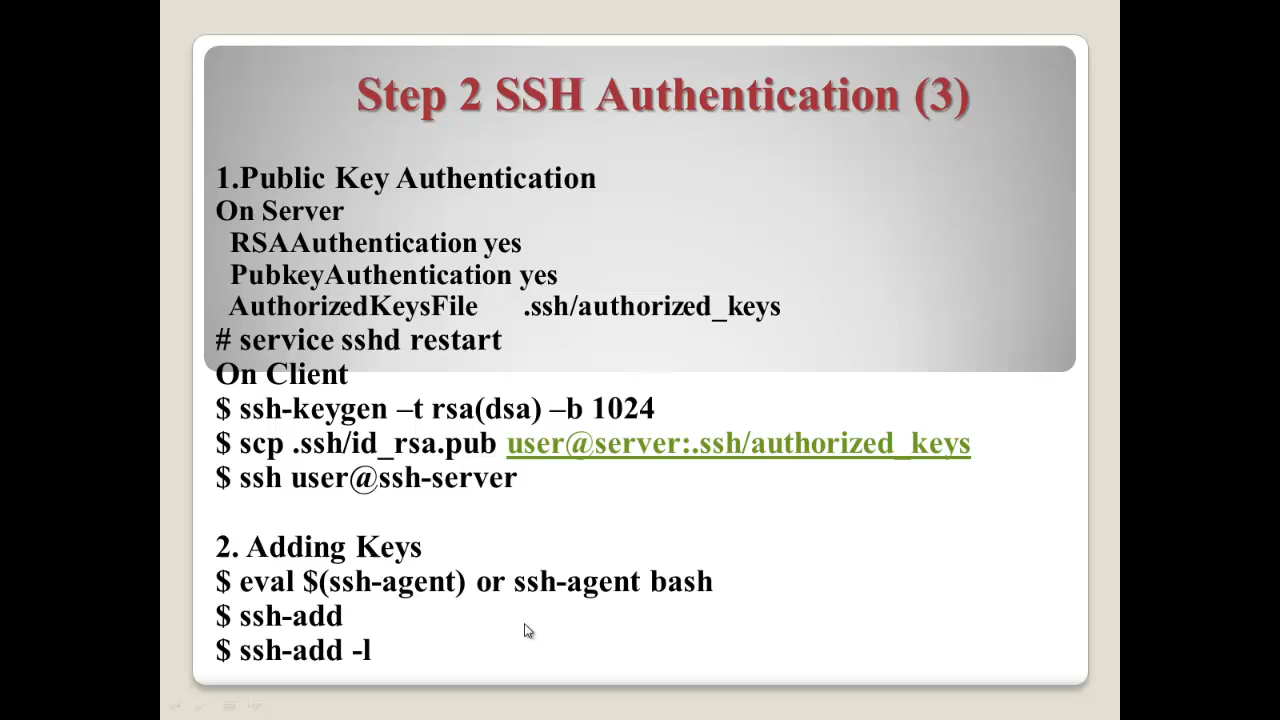 Step 2 SSH Authentication (3)
1.Public Key Authentication
On Server
RSAAuthentication yes
PubkeyAuthentication yes
AuthorizedKeysFile .ssh/authorized_keys
# service sshd restart
On Client
$ ssh-keygen –t rsa(dsa) –b 1024
$ scp .ssh/id_rsa.pub user@server:.ssh/authorized_keys
$ ssh user@ssh-server
2. Adding Keys
$ eval $(ssh-agent) or ssh-agent bash
$ ssh-add
$ ssh-add -l